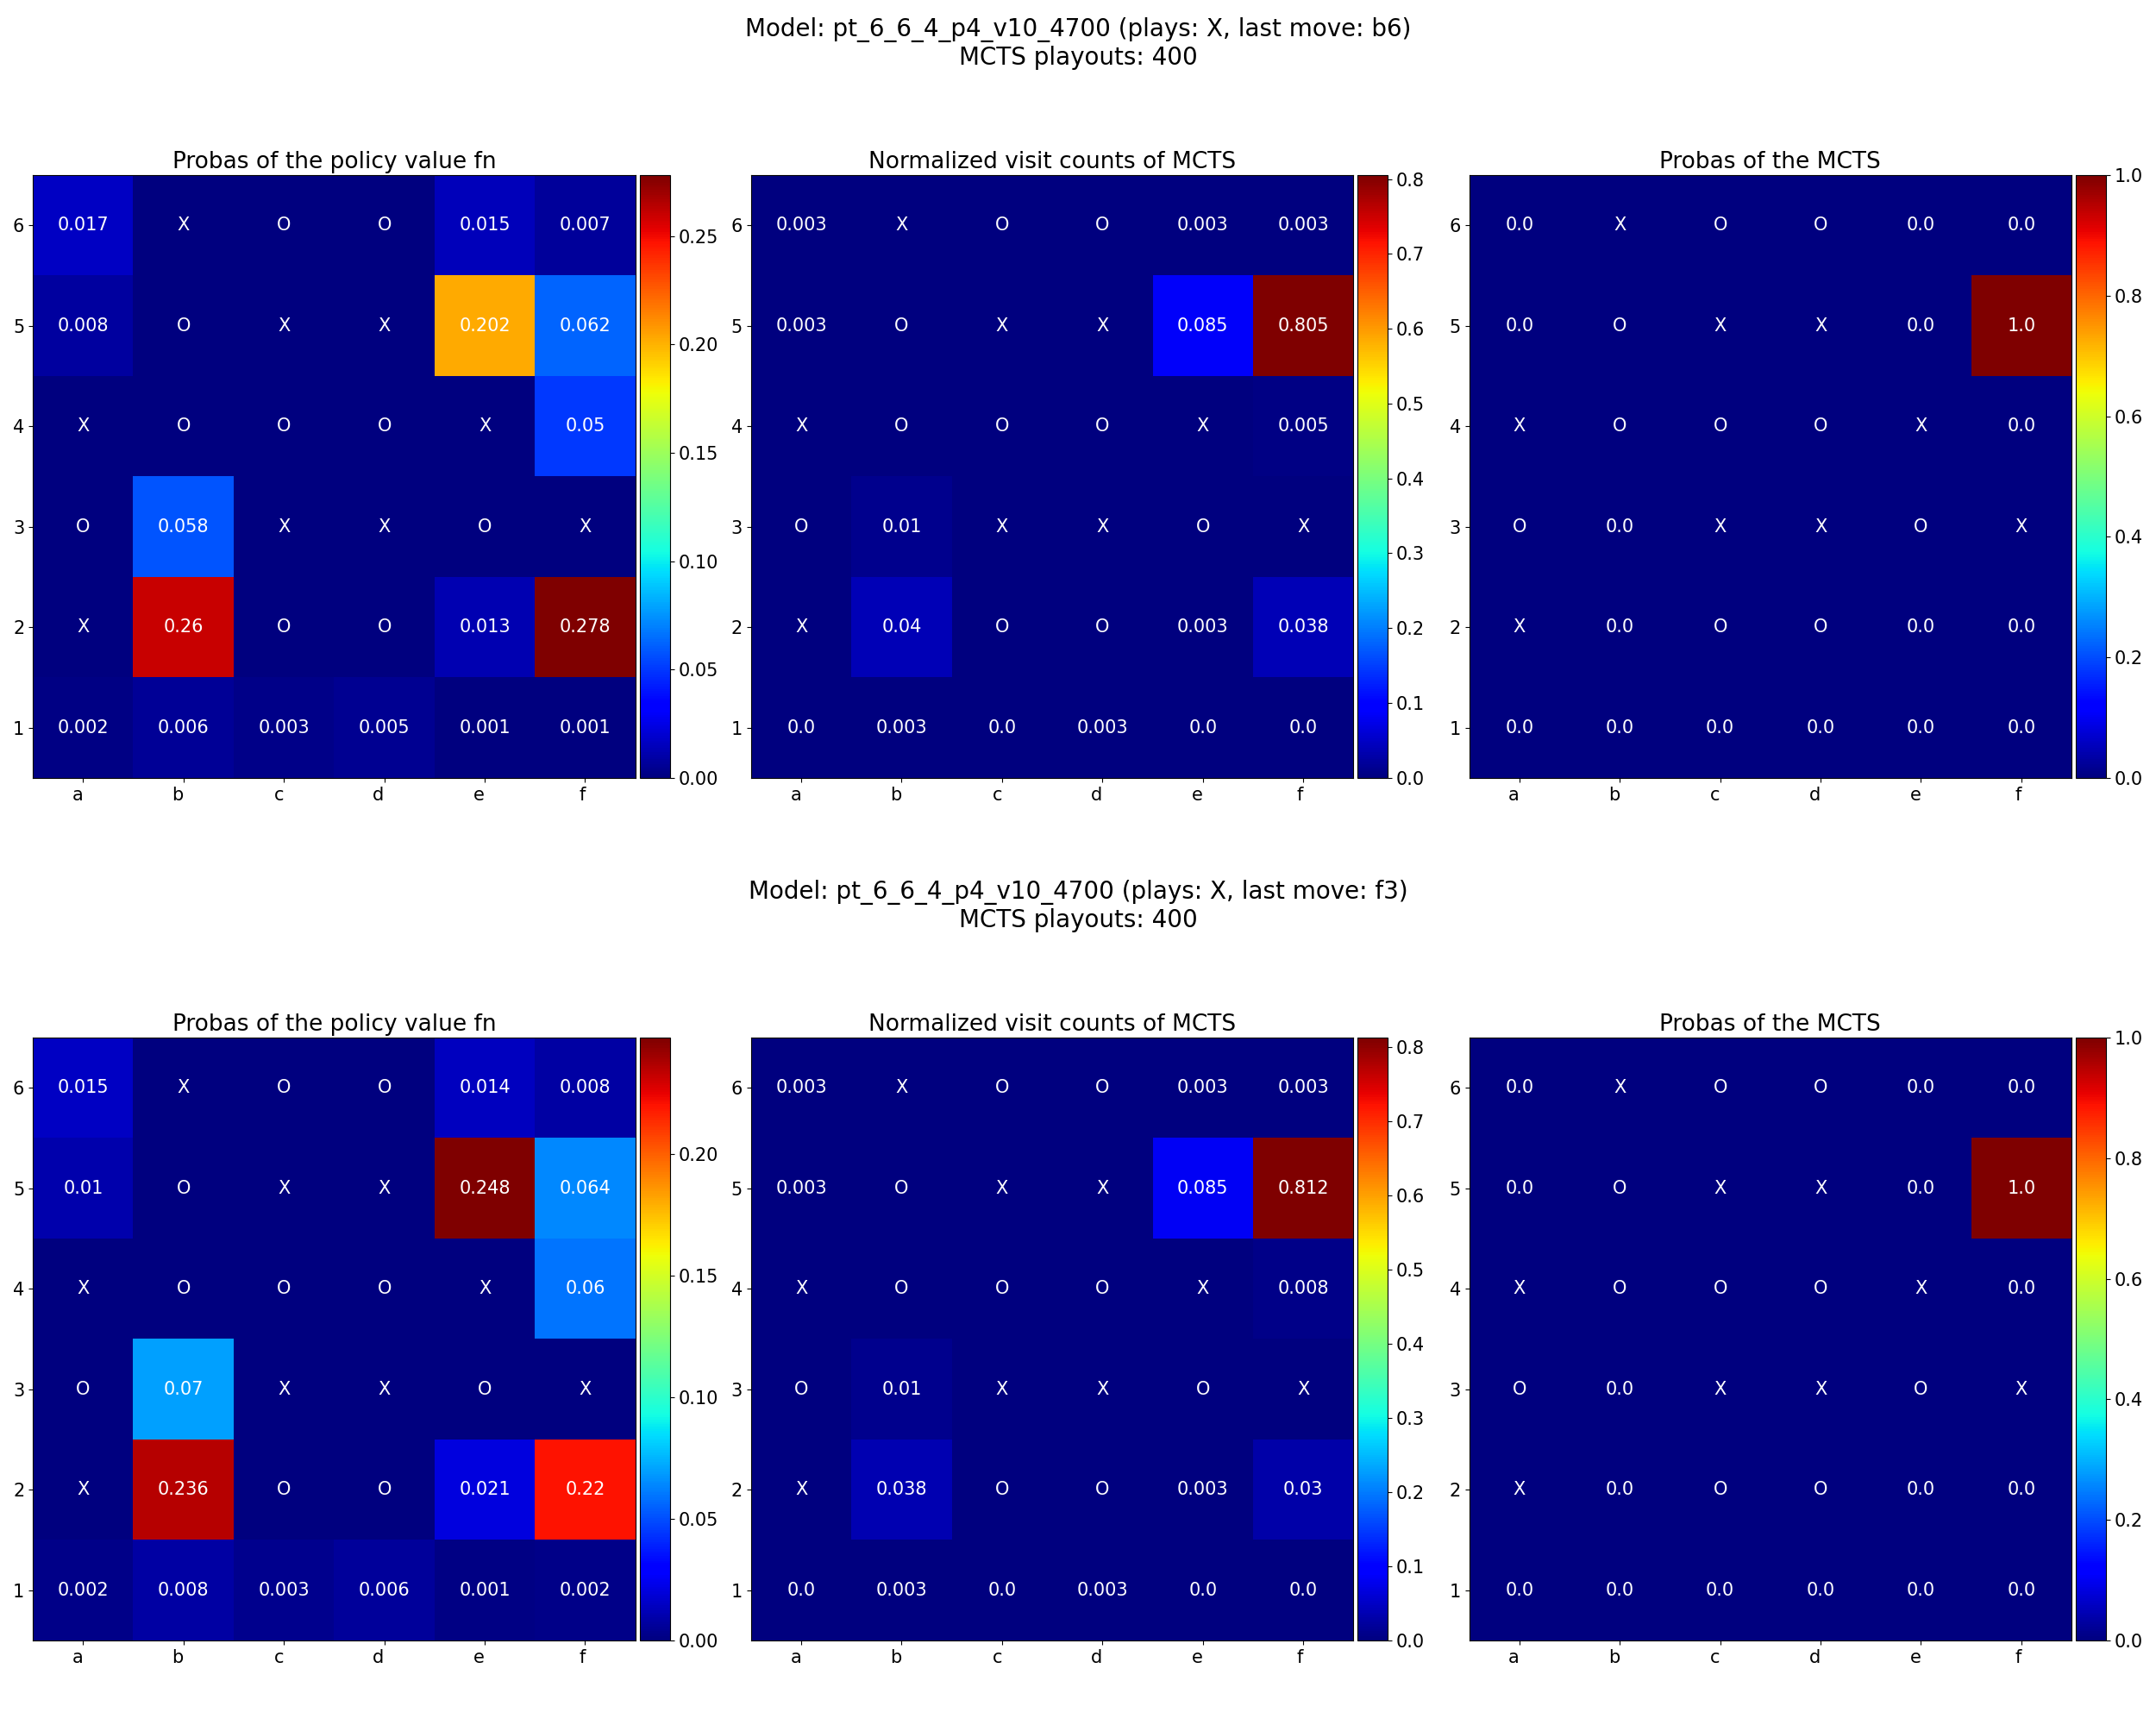 Model: pt_6_6_4_p4_v10_4700 (plays: X, last move: b6)
MCTS playouts: 400
Probas of the policy value fn
6 0.017 X O O 0.015 0.007
5 0.008 O X X 0.202 0.062
4 X O O O X 0.05
3 O 0.058 X X O X
2 X 0.26 O O 0.013 0.278
1 0.002 0.006 0.003 0.005 0.001 0.001
a b c d e f
0.25
0.20
0.15
0.10
0.05
0.00
Normalized visit counts of MCTS
6 0.003 X O O 0.003 0.003
5 0.003 O X X 0.085 0.805
4 X O O O X 0.005
3 O 0.01 X X O X
2 X 0.04 O O 0.003 0.038
1 0.0 0.003 0.0 0.003 0.0 0.0
a b c d e f
0.8
0.7
0.6
0.5
0.4
0.3
0.2
0.1
0.0
Probas of the MCTS
6 0.0 X O O 0.0 0.0
5 0.0 O X X 0.0 1.0
4 X O O O X 0.0
3 O 0.0 X X O X
2 X 0.0 O O 0.0 0.0
1 0.0 0.0 0.0 0.0 0.0 0.0
a b c d e f
1.0
0.8
0.6
0.4
0.2
0.0
Model: pt_6_6_4_p4_v10_4700 (plays: X, last move: f3)
MCTS playouts: 400
Probas of the policy value fn
6 0.015 X O O 0.014 0.008
5 0.01 O X X 0.248 0.064
4 X O O O X 0.06
3 O 0.07 X X O X
2 X 0.236 O O 0.021 0.22
1 0.002 0.008 0.003 0.006 0.001 0.002
a b c d e f
0.20
0.15
0.10
0.05
0.00
Normalized visit counts of MCTS
6 0.003 X O O 0.003 0.003
5 0.003 O X X 0.085 0.812
4 X O O O X 0.008
3 O 0.01 X X O X
2 X 0.038 O O 0.003 0.03
1 0.0 0.003 0.0 0.003 0.0 0.0
a b c d e f
0.8
0.7
0.6
0.5
0.4
0.3
0.2
0.1
0.0
Probas of the MCTS
6 0.0 X O O 0.0 0.0
5 0.0 O X X 0.0 1.0
4 X O O O X 0.0
3 O 0.0 X X O X
2 X 0.0 O O 0.0 0.0
1 0.0 0.0 0.0 0.0 0.0 0.0
a b c d e f
1.0
0.8
0.6
0.4
0.2
0.0